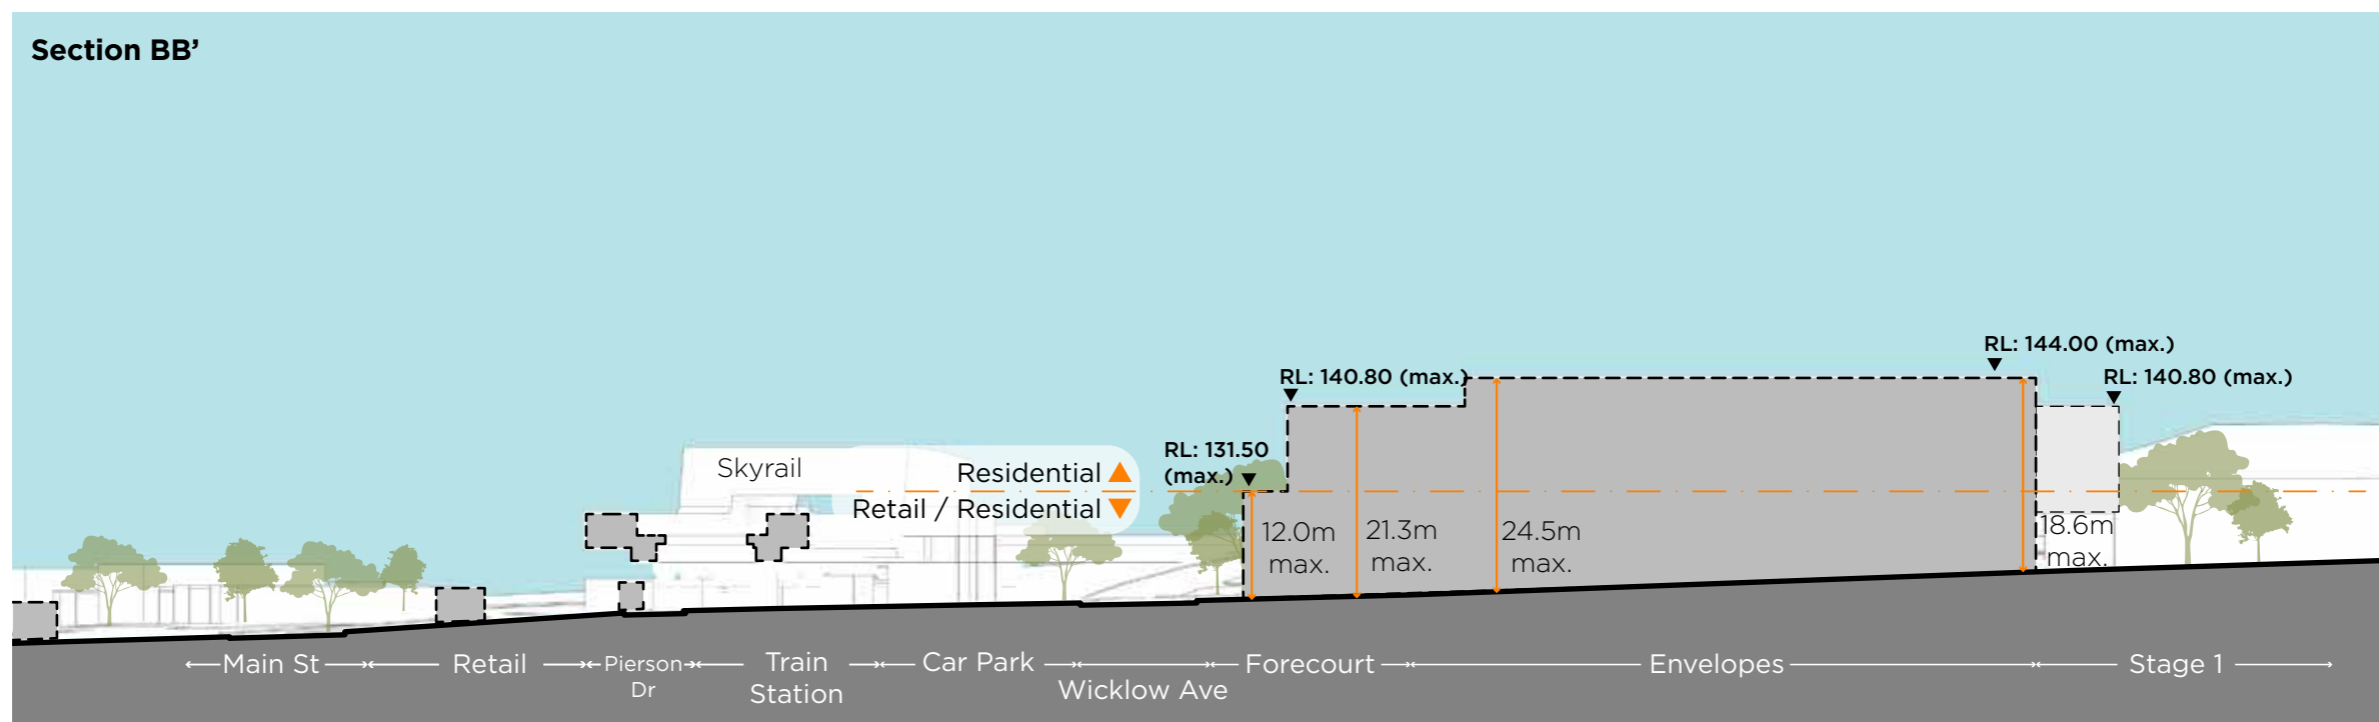 Section BB’
RL: 144.00 (max.)
RL: 140.80 (max.)
RL: 140.80 (max.)
RL: 131.50
(max.)
Skyrail
Residential
Retail / Residential
12.0m
max.
21.3m
max.
24.5m
max.
18.6m
max.
Main St
Retail
Pierson
Dr
Train
Station
Car Park
Wicklow Ave
Forecourt
Envelopes
Stage 1